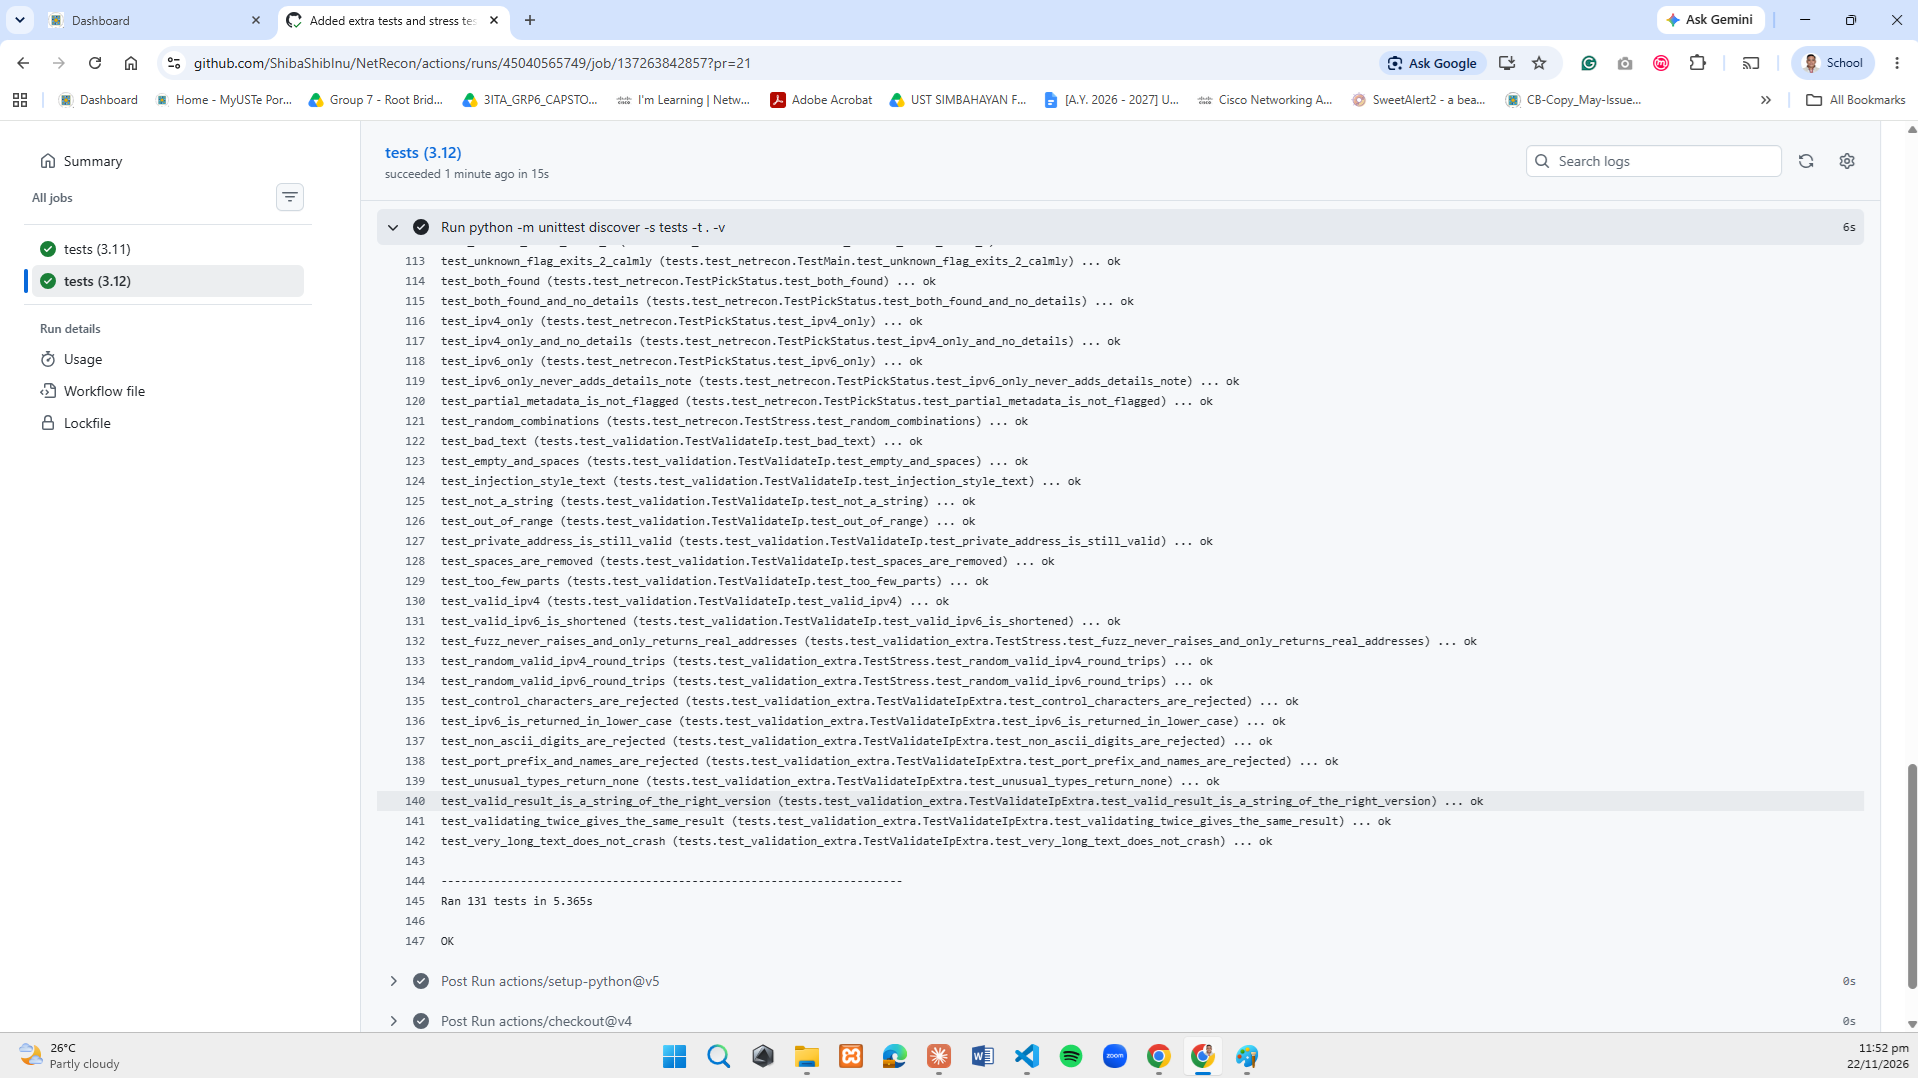 Dashboard
Added extra tests and stress tes
Ask Gemini
github.com/ShibaShibInu/NetRecon/actions/runs/45040565749/job/137263842857?pr=21
Ask Google
School
Dashboard
Home - MyUSTe Por...
Group 7 - Root Brid...
3ITA_GRP6_CAPSTO...
I'm Learning | Netw...
Adobe Acrobat
UST SIMBAHAYAN F...
[A.Y. 2026 - 2027] U...
Cisco Networking A...
SweetAlert2 - a bea...
CB-Copy_May-Issue...
All Bookmarks
Summary
All jobs
tests (3.11)
tests (3.12)
Run details
Usage
Workflow file
Lockfile
tests (3.12)
succeeded 1 minute ago in 15s
Search logs
Run python -m unittest discover -s tests -t . -v
6s
113 test_unknown_flag_exits_2_calmly (tests.test_netrecon.TestMain.test_unknown_flag_exits_2_calmly) ... ok
114 test_both_found (tests.test_netrecon.TestPickStatus.test_both_found) ... ok
115 test_both_found_and_no_details (tests.test_netrecon.TestPickStatus.test_both_found_and_no_details) ... ok
116 test_ipv4_only (tests.test_netrecon.TestPickStatus.test_ipv4_only) ... ok
117 test_ipv4_only_and_no_details (tests.test_netrecon.TestPickStatus.test_ipv4_only_and_no_details) ... ok
118 test_ipv6_only (tests.test_netrecon.TestPickStatus.test_ipv6_only) ... ok
119 test_ipv6_only_never_adds_details_note (tests.test_netrecon.TestPickStatus.test_ipv6_only_never_adds_details_note) ... ok
120 test_partial_metadata_is_not_flagged (tests.test_netrecon.TestPickStatus.test_partial_metadata_is_not_flagged) ... ok
121 test_random_combinations (tests.test_netrecon.TestStress.test_random_combinations) ... ok
122 test_bad_text (tests.test_validation.TestValidateIp.test_bad_text) ... ok
123 test_empty_and_spaces (tests.test_validation.TestValidateIp.test_empty_and_spaces) ... ok
124 test_injection_style_text (tests.test_validation.TestValidateIp.test_injection_style_text) ... ok
125 test_not_a_string (tests.test_validation.TestValidateIp.test_not_a_string) ... ok
126 test_out_of_range (tests.test_validation.TestValidateIp.test_out_of_range) ... ok
127 test_private_address_is_still_valid (tests.test_validation.TestValidateIp.test_private_address_is_still_valid) ... ok
128 test_spaces_are_removed (tests.test_validation.TestValidateIp.test_spaces_are_removed) ... ok
129 test_too_few_parts (tests.test_validation.TestValidateIp.test_too_few_parts) ... ok
130 test_valid_ipv4 (tests.test_validation.TestValidateIp.test_valid_ipv4) ... ok
131 test_valid_ipv6_is_shortened (tests.test_validation.TestValidateIp.test_valid_ipv6_is_shortened) ... ok
132 test_fuzz_never_raises_and_only_returns_real_addresses (tests.test_validation_extra.TestStress.test_fuzz_never_raises_and_only_returns_real_addresses) ... ok
133 test_random_valid_ipv4_round_trips (tests.test_validation_extra.TestStress.test_random_valid_ipv4_round_trips) ... ok
134 test_random_valid_ipv6_round_trips (tests.test_validation_extra.TestStress.test_random_valid_ipv6_round_trips) ... ok
135 test_control_characters_are_rejected (tests.test_validation_extra.TestValidateIpExtra.test_control_characters_are_rejected) ... ok
136 test_ipv6_is_returned_in_lower_case (tests.test_validation_extra.TestValidateIpExtra.test_ipv6_is_returned_in_lower_case) ... ok
137 test_non_ascii_digits_are_rejected (tests.test_validation_extra.TestValidateIpExtra.test_non_ascii_digits_are_rejected) ... ok
138 test_port_prefix_and_names_are_rejected (tests.test_validation_extra.TestValidateIpExtra.test_port_prefix_and_names_are_rejected) ... ok
139 test_unusual_types_return_none (tests.test_validation_extra.TestValidateIpExtra.test_unusual_types_return_none) ... ok
140 test_valid_result_is_a_string_of_the_right_version (tests.test_validation_extra.TestValidateIpExtra.test_valid_result_is_a_string_of_the_right_version) ... ok
141 test_validating_twice_gives_the_same_result (tests.test_validation_extra.TestValidateIpExtra.test_validating_twice_gives_the_same_result) ... ok
142 test_very_long_text_does_not_crash (tests.test_validation_extra.TestValidateIpExtra.test_very_long_text_does_not_crash) ... ok
143
144 ----------------------------------------------------------------------
145 Ran 131 tests in 5.365s
146
147 OK
Post Run actions/setup-python@v5
0s
Post Run actions/checkout@v4
0s
26°C
Partly cloudy
zoom
11:52 pm
22/11/2026